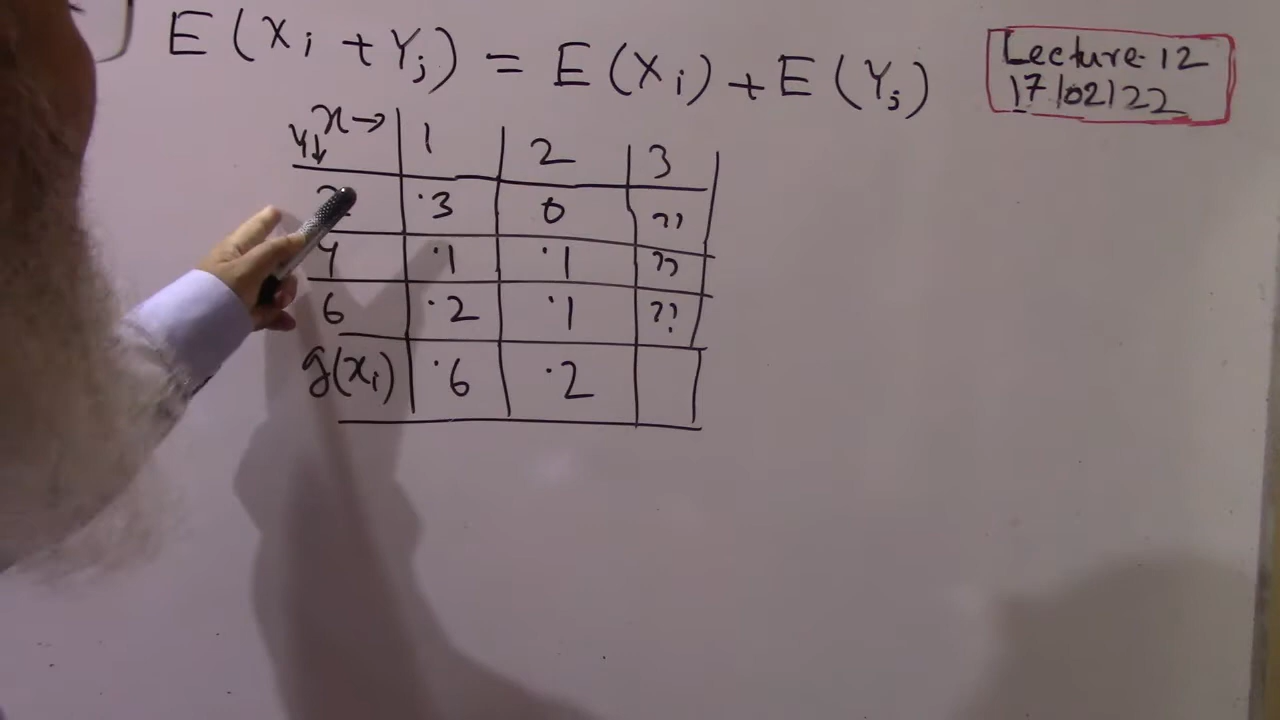 E(Xi + Yj) = E(Xi) + E(Yj)
Lecture-12
17/02/22
Y↓ x→ 1 2 3
.3 0 ??
4 .1 .1 ??
6 .2 .1 ??
g(xi) .6 .2